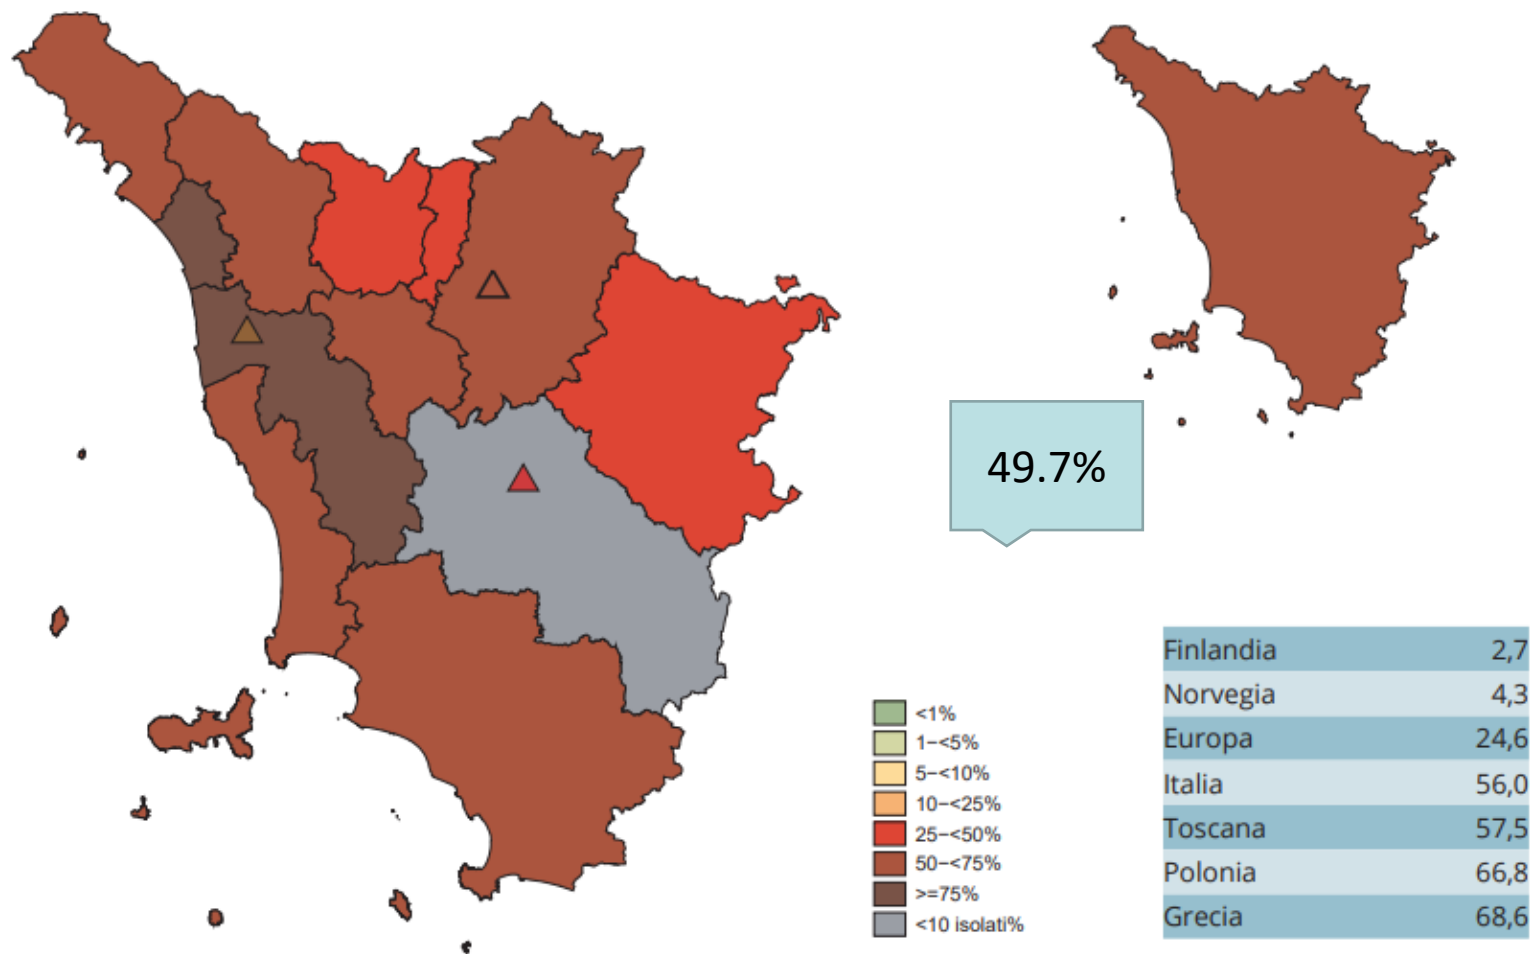 49.7%
<1%
1-<5%
5-<10%
10-<25%
25-<50%
50-<75%
>=75%
<10 isolati%
Finlandia 2,7
Norvegia 4,3
Europa 24,6
Italia 56,0
Toscana 57,5
Polonia 66,8
Grecia 68,6